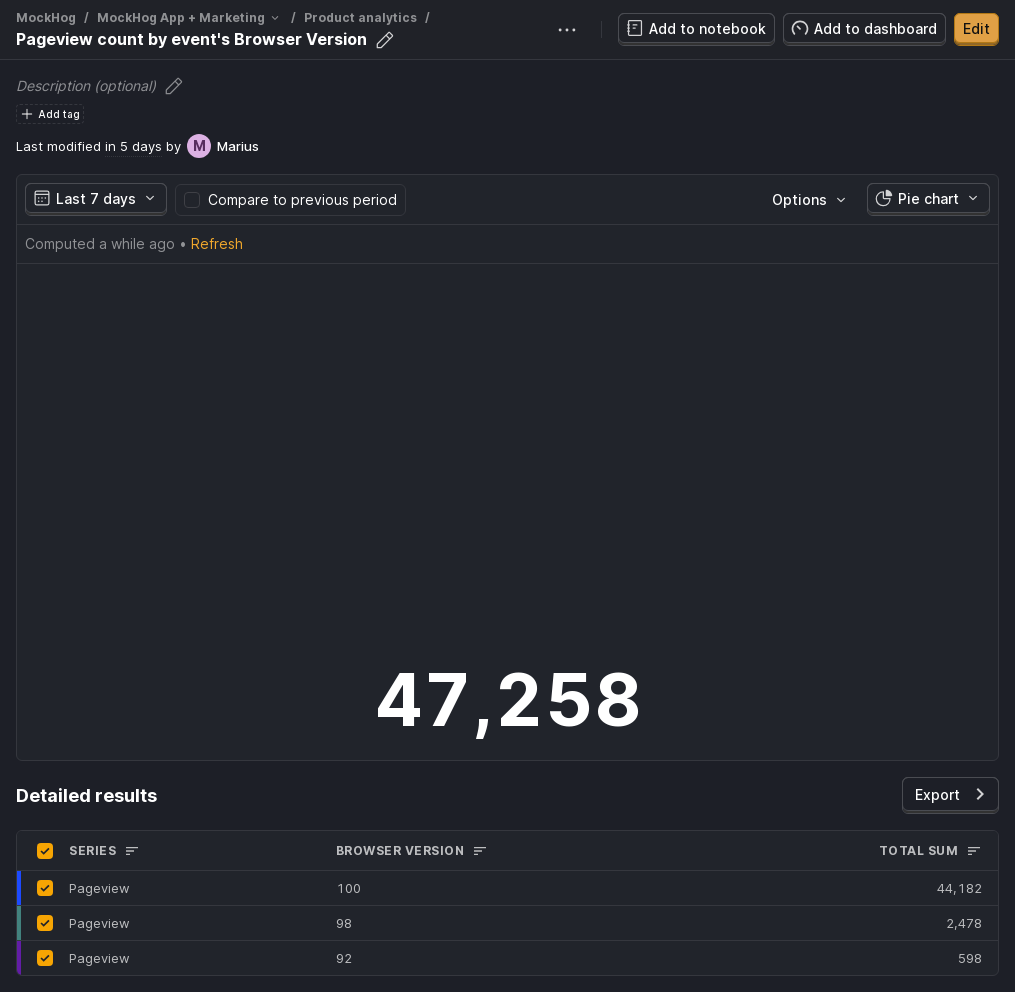 MockHog / MockHog App + Marketing / Product analytics /
Pageview count by event's Browser Version
Add to notebook
Add to dashboard
Edit
Description (optional)
Add tag
Last modified in 5 days by M Marius
Last 7 days
Compare to previous period
Options
Pie chart
Computed a while ago • Refresh
47,258
Detailed results
Export
SERIES BROWSER VERSION TOTAL SUM
Pageview 100 44,182
Pageview 98 2,478
Pageview 92 598